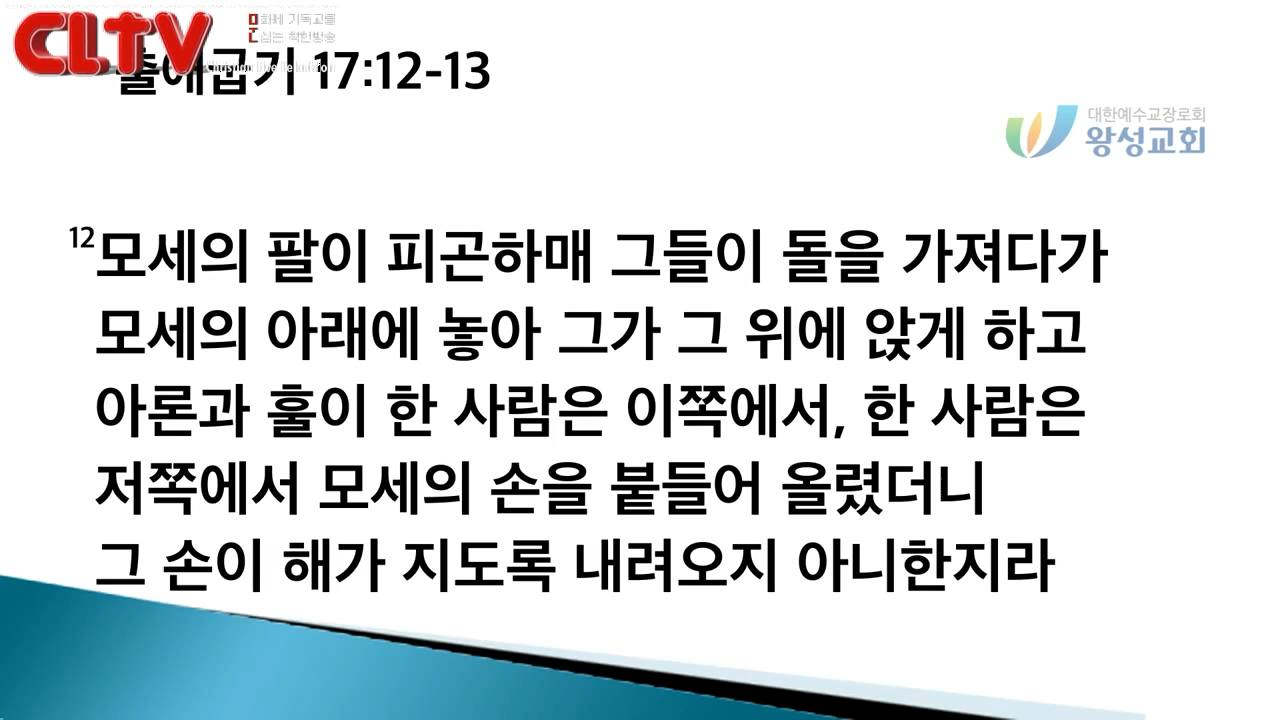 CLTV
출애굽기 17:12-13
대한예수교장로회
왕성교회
12모세의 팔이 피곤하매 그들이 돌을 가져다가
모세의 아래에 놓아 그가 그 위에 앉게 하고
아론과 훌이 한 사람은 이쪽에서, 한 사람은
저쪽에서 모세의 손을 붙들어 올렸더니
그 손이 해가 지도록 내려오지 아니한지라